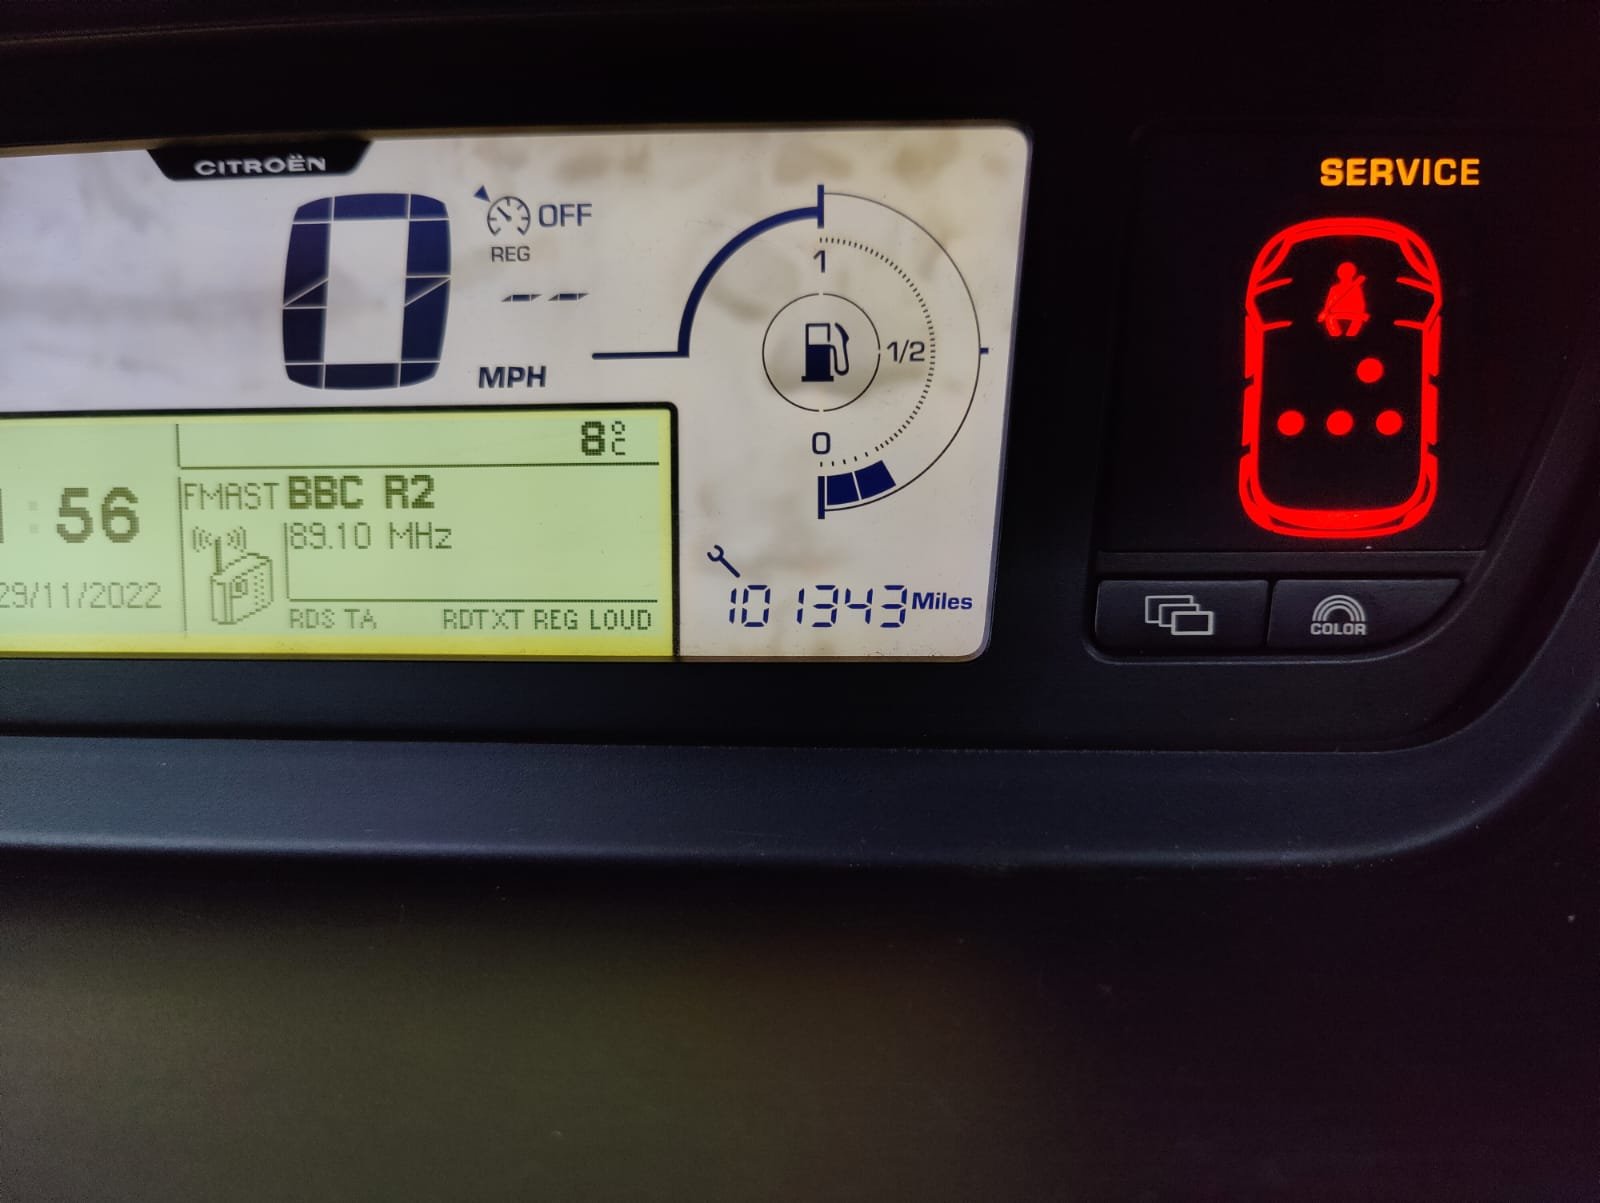 CITROËN
SERVICE
0
OFF
REG
-- 
MPH
1
1/2
0
8°C
:56
FMAST BBC R2
89.10 MHz
29/11/2022
RDS TA RDTXT REG LOUD
101343 Miles
COLOR